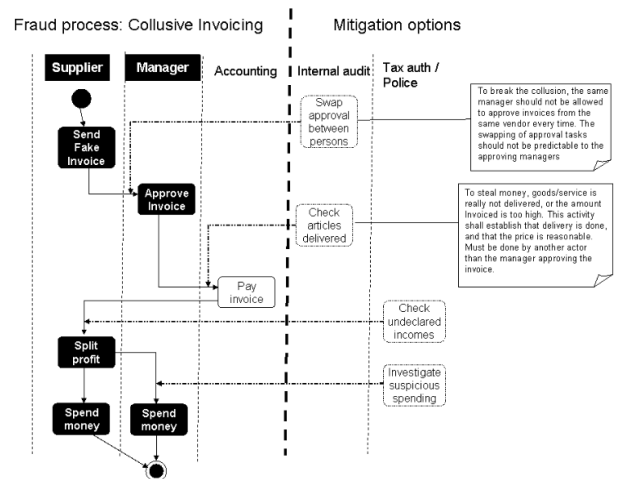 Fraud process: Collusive Invoicing
Mitigation options
Supplier
Manager
Accounting
Internal audit
Tax auth /
Police
Swap
approval
between
persons
To break the collusion, the same
manager should not be allowed
to approve invoices from the
same vendor every time. The
swapping of approval tasks
should not be predictable to the
approving managers
Send
Fake
Invoice
Approve
Invoice
Check
articles
delivered
To steal money, goods/service is
really not delivered, or the amount
Invoiced is too high. This activity
shall establish that delivery is done,
and that the price is reasonable.
Must be done by another actor
than the manager approving the
invoice.
Pay
invoice
Check
undeclared
incomes
Split
profit
Investigate
suspicious
spending
Spend
money
Spend
money